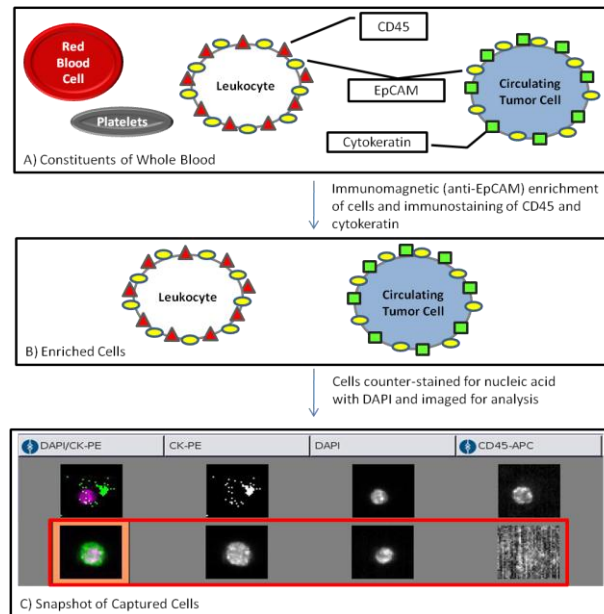 CD45
Red
Blood
Cell
Leukocyte
EpCAM
Circulating
Tumor Cell
Platelets
Cytokeratin
A) Constituents of Whole Blood
Immunomagnetic (anti-EpCAM) enrichment
of cells and immunostaining of CD45 and
cytokeratin
Leukocyte
Circulating
Tumor Cell
B) Enriched Cells
Cells counter-stained for nucleic acid
with DAPI and imaged for analysis
DAPI/CK-PE CK-PE DAPI CD45-APC
C) Snapshot of Captured Cells